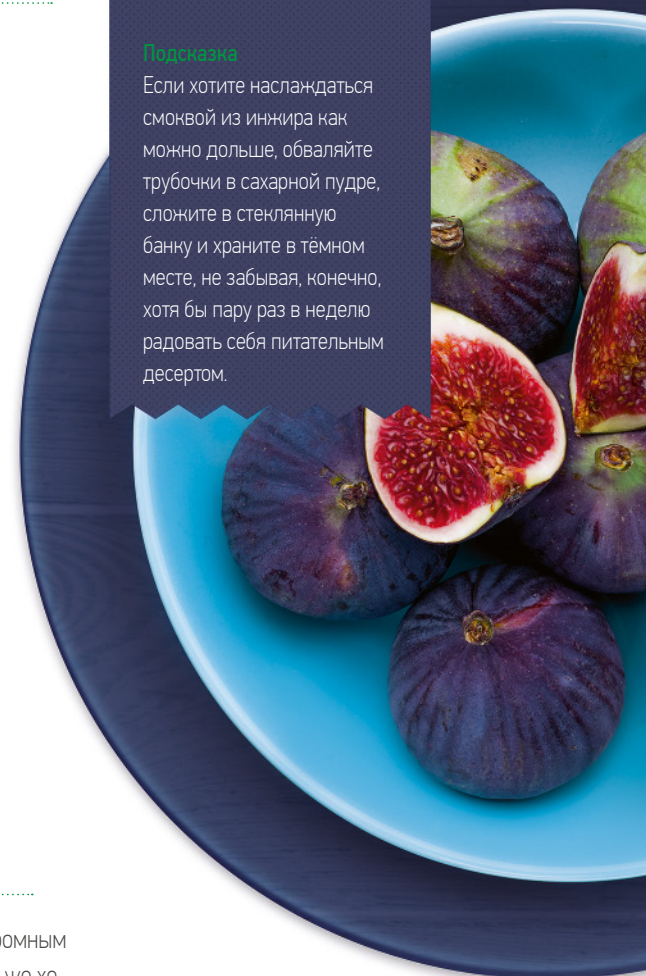 Подсказка
Если хотите наслаждаться
смоквой из инжира как
можно дольше, обваляйте
трубочки в сахарной пудре,
сложите в стеклянную
банку и храните в тёмном
месте, не забывая, конечно,
хотя бы пару раз в неделю
радовать себя питательным
десертом.